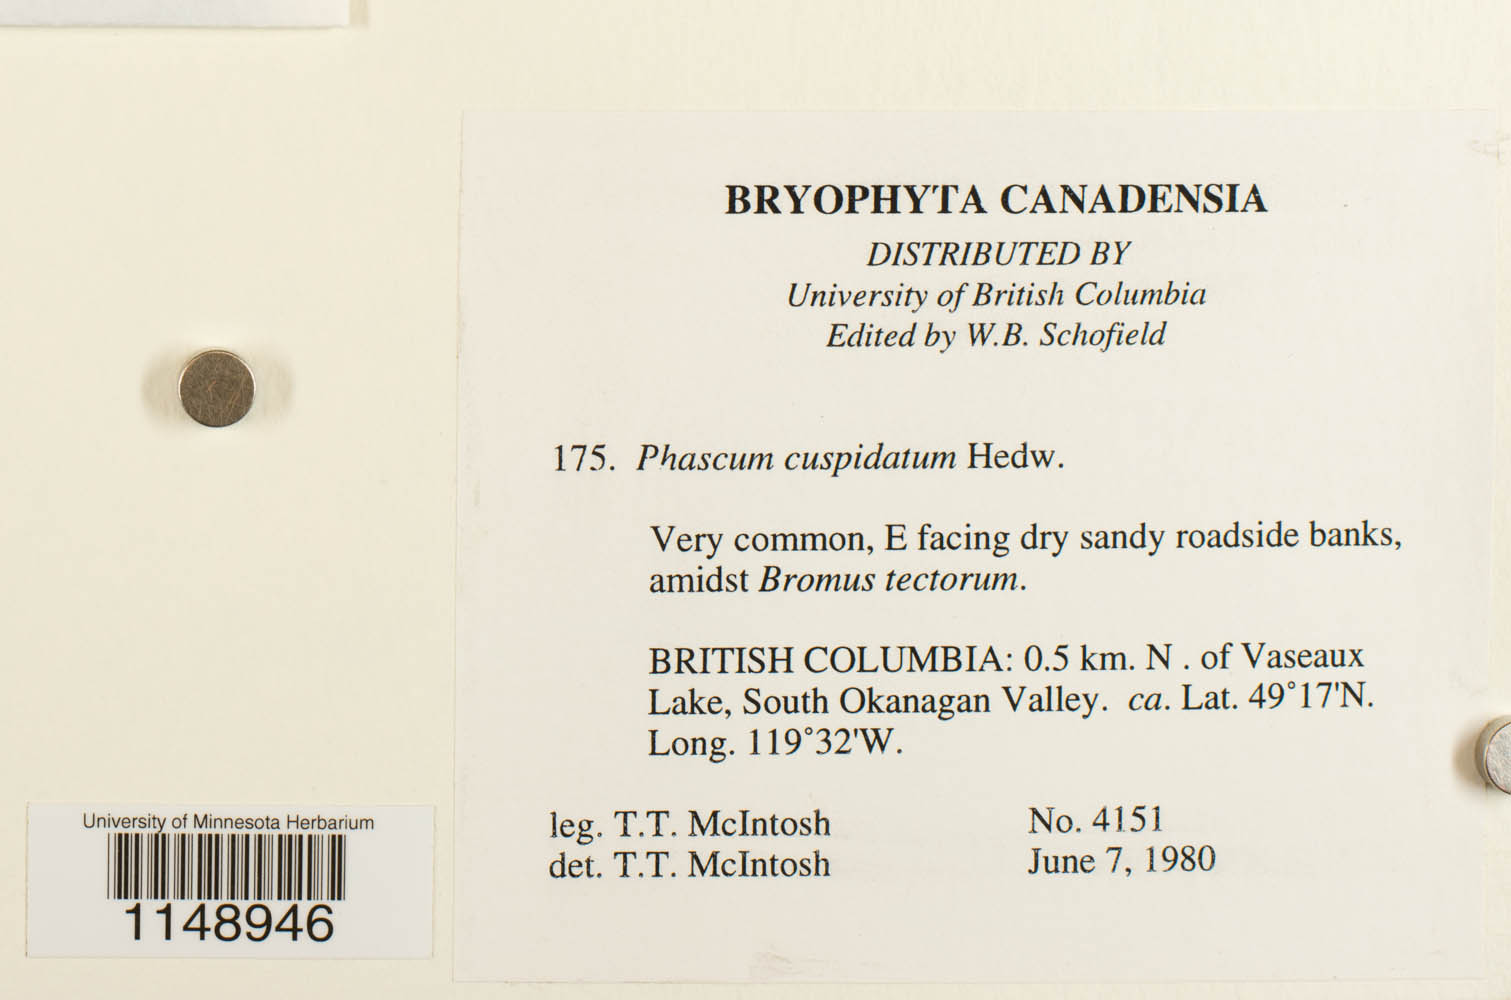 BRYOPHYTA CANADENSIA
DISTRIBUTED BY
University of British Columbia
Edited by W.B. Schofield
175. Phascum cuspidatum Hedw.
Very common, E facing dry sandy roadside banks,
amidst Bromus tectorum.
BRITISH COLUMBIA: 0.5 km. N . of Vaseaux
Lake, South Okanagan Valley. ca. Lat. 49°17'N.
Long. 119°32'W.
leg. T.T. McIntosh No. 4151
det. T.T. McIntosh June 7, 1980
University of Minnesota Herbarium
1148946